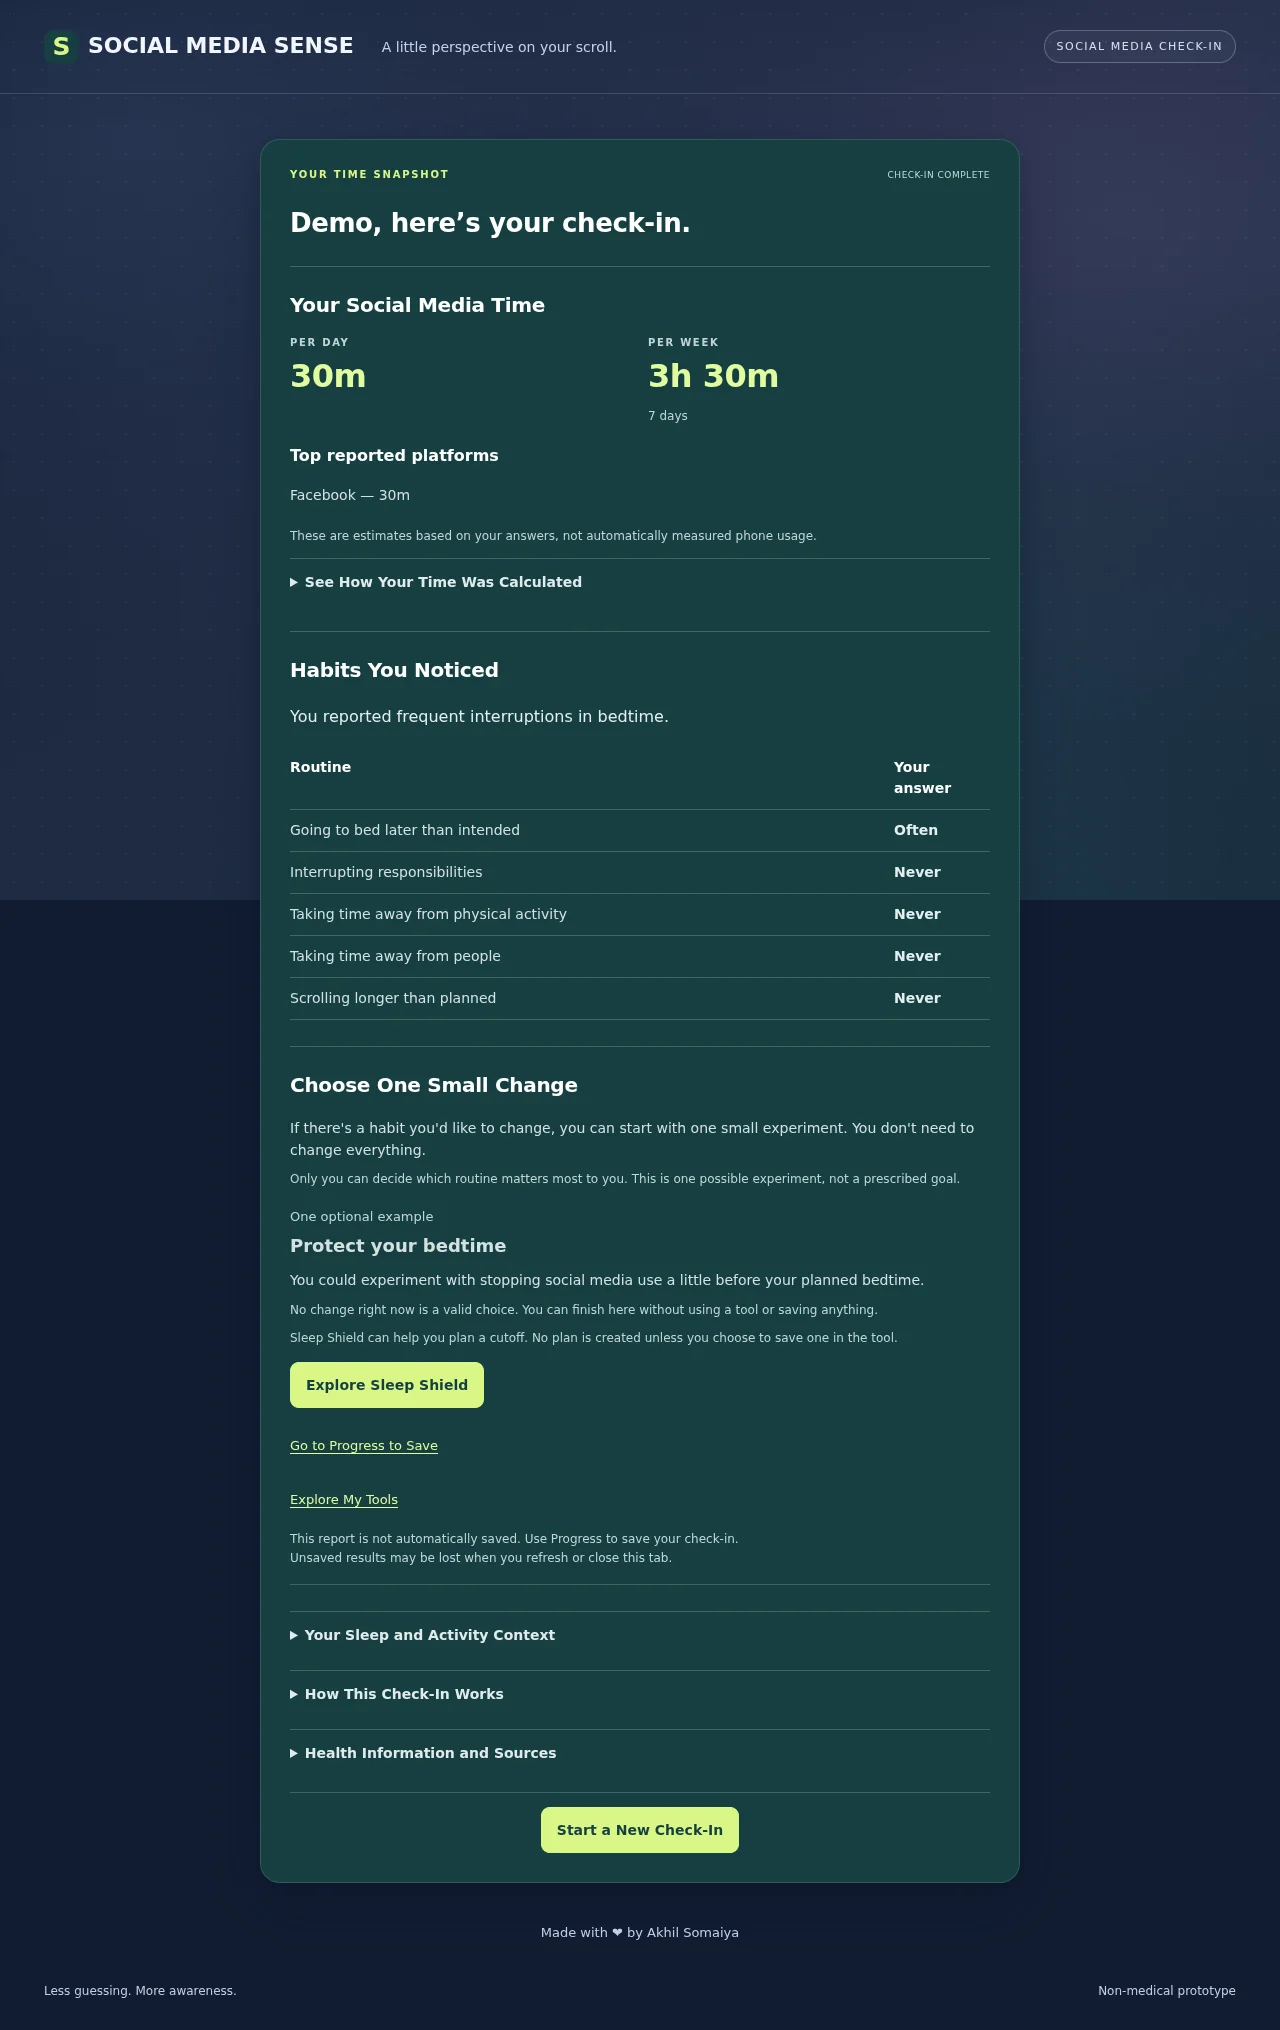 S SOCIAL MEDIA SENSE A little perspective on your scroll. SOCIAL MEDIA CHECK-IN
YOUR TIME SNAPSHOT CHECK-IN COMPLETE
Demo, here’s your check-in.
Your Social Media Time
PER DAY PER WEEK
30m 3h 30m
7 days
Top reported platforms
Facebook — 30m
These are estimates based on your answers, not automatically measured phone usage.
▶ See How Your Time Was Calculated
Habits You Noticed
You reported frequent interruptions in bedtime.
Routine Your
answer
Going to bed later than intended Often
Interrupting responsibilities Never
Taking time away from physical activity Never
Taking time away from people Never
Scrolling longer than planned Never
Choose One Small Change
If there's a habit you'd like to change, you can start with one small experiment. You don't need to
change everything.
Only you can decide which routine matters most to you. This is one possible experiment, not a prescribed goal.
One optional example
Protect your bedtime
You could experiment with stopping social media use a little before your planned bedtime.
No change right now is a valid choice. You can finish here without using a tool or saving anything.
Sleep Shield can help you plan a cutoff. No plan is created unless you choose to save one in the tool.
Explore Sleep Shield
Go to Progress to Save
Explore My Tools
This report is not automatically saved. Use Progress to save your check-in.
Unsaved results may be lost when you refresh or close this tab.
▶ Your Sleep and Activity Context
▶ How This Check-In Works
▶ Health Information and Sources
Start a New Check-In
Made with ❤ by Akhil Somaiya
Less guessing. More awareness. Non-medical prototype